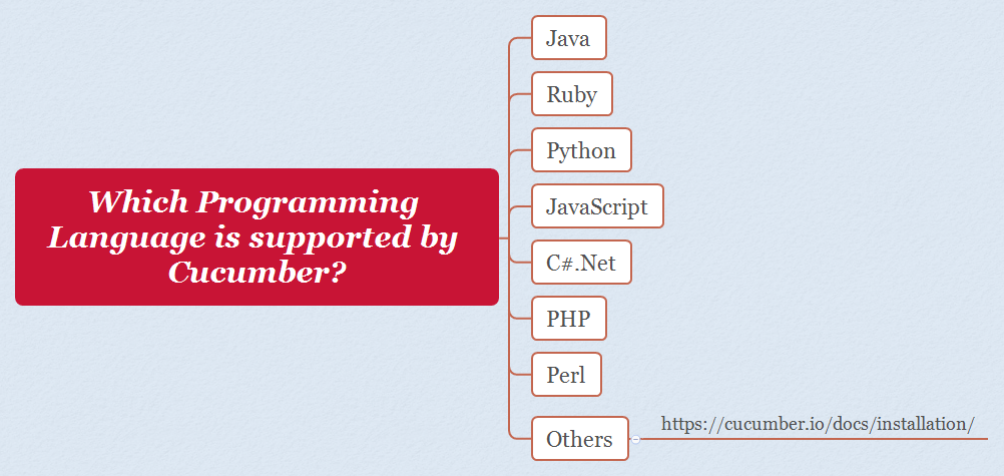 Which Programming
Language is supported by
Cucumber?
Java
Ruby
Python
JavaScript
C#.Net
PHP
Perl
Others
https://cucumber.io/docs/installation/